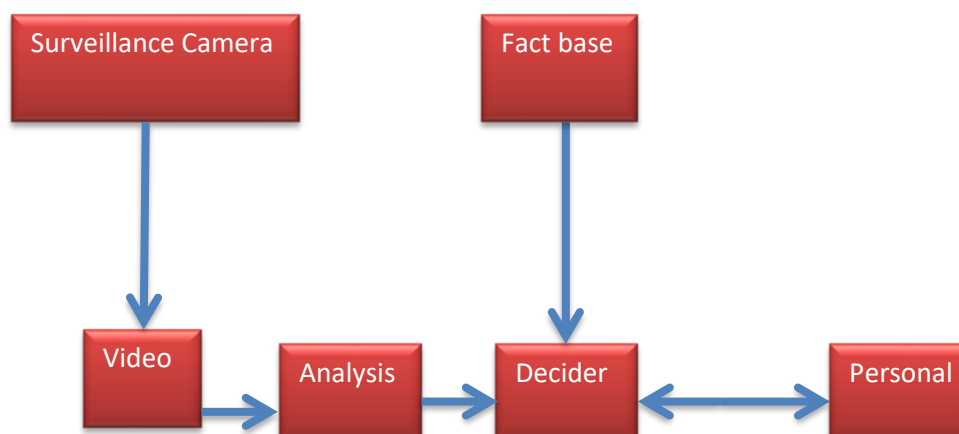 Surveillance Camera
Fact base
Video
Analysis
Decider
Personal